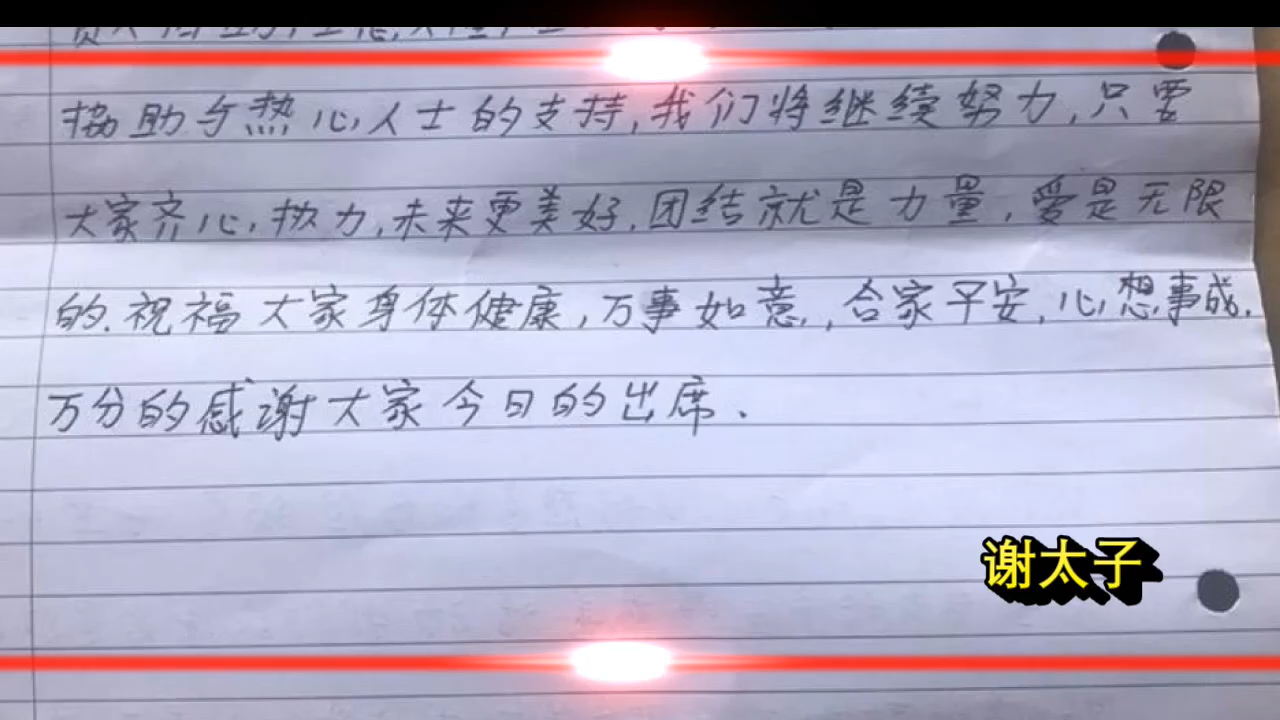 协助与热心人士的支持,我们将继续努力,只要
大家齐心,热力,未来更美好.团结就是力量,爱是无限
的.祝福大家身体健康,万事如意,合家平安,心想事成.
万分的感谢大家今日的出席.
谢太子